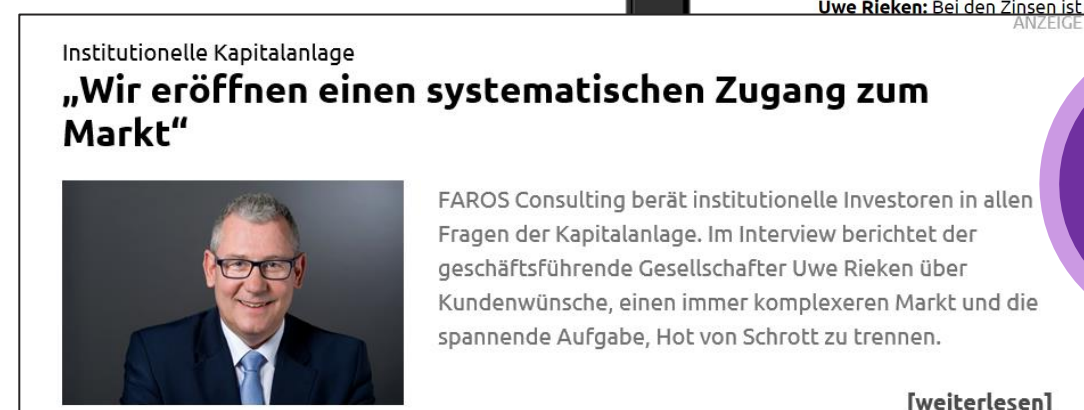 Uwe Rieken: Bei den Zinsen ist
ANZEIGE
Institutionelle Kapitalanlage
„Wir eröffnen einen systematischen Zugang zum
Markt“
FAROS Consulting berät institutionelle Investoren in allen
Fragen der Kapitalanlage. Im Interview berichtet der
geschäftsführende Gesellschafter Uwe Rieken über
Kundenwünsche, einen immer komplexeren Markt und die
spannende Aufgabe, Hot von Schrott zu trennen.
[weiterlesen]